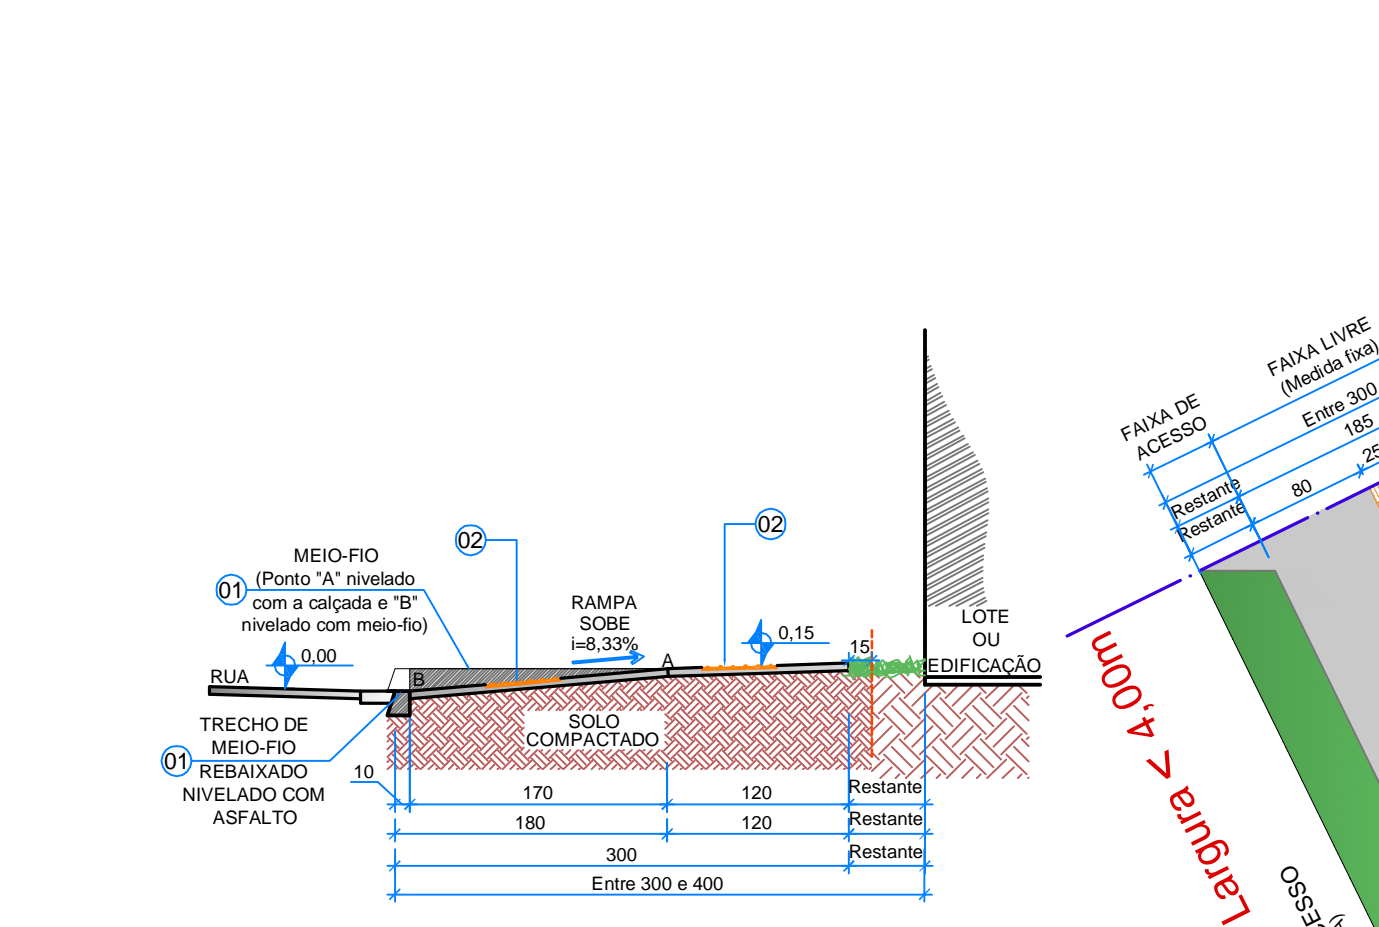 MEIO-FIO
(Ponto "A" nivelado
com a calçada e "B"
nivelado com meio-fio)
01
02
02
RAMPA
SOBE
i=8,33%
A
B
0,00
0,15
15
RUA
TRECHO DE
MEIO-FIO
REBAIXADO
NIVELADO COM
ASFALTO
01
SOLO
COMPACTADO
LOTE
OU
EDIFICAÇÃO
10
170
120
Restante
180
120
Restante
300
Restante
Entre 300 e 400
FAIXA DE
ACESSO
FAIXA LIVRE
(Medida fixa)
Entre 300
185
25
80
Restante
Restante
Largura < 4,00m
ESSO